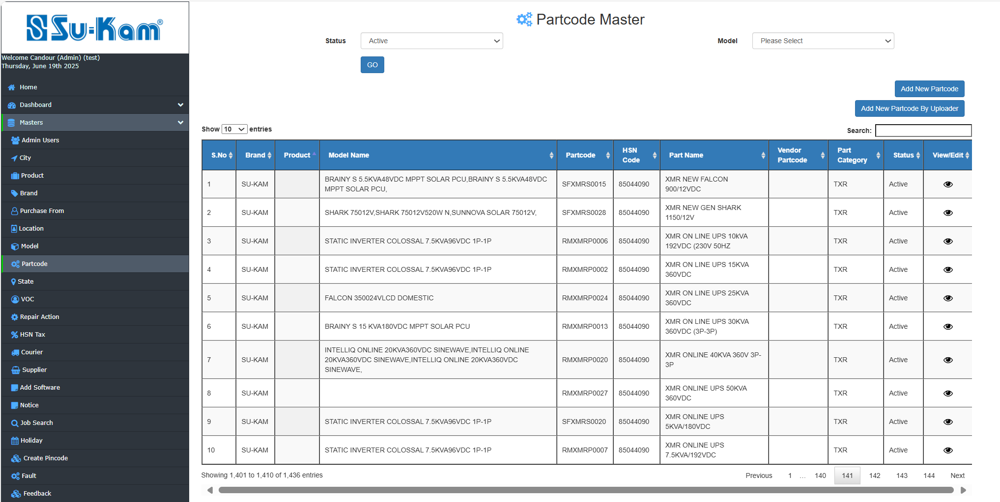 Su-Kam®
Welcome Candour (Admin) (test)
Thursday, June 19th 2025
Home
Dashboard
Masters
Admin Users
City
Product
Brand
Purchase From
Location
Model
Partcode
State
VOC
Repair Action
HSN Tax
Courier
Supplier
Add Software
Notice
Job Search
Holiday
Create Pincode
Fault
Feedback
Partcode Master
Status Active Model Please Select
GO
Add New Partcode
Add New Partcode By Uploader
Show 10 entries Search:
S.No Brand Product Model Name Partcode HSN Code Part Name Vendor Partcode Part Category Status View/Edit
1 SU-KAM BRAINY S 5.5KVA48VDC MPPT SOLAR PCU,BRAINY S 5.5KVA48VDC MPPT SOLAR PCU, SFXMRS0015 85044090 XMR NEW FALCON 900/12VDC TXR Active
2 SU-KAM SHARK 75012V,SHARK 75012V520W N,SUNNOVA SOLAR 75012V, SFXMRS0028 85044090 XMR NEW GEN SHARK 1150/12V TXR Active
3 SU-KAM STATIC INVERTER COLOSSAL 7.5KVA96VDC 1P-1P RMXMRP0006 85044090 XMR ON LINE UPS 10kVA 192VDC (230V 50HZ TXR Active
4 SU-KAM STATIC INVERTER COLOSSAL 7.5KVA96VDC 1P-1P RMXMRP0002 85044090 XMR ON LINE UPS 15KVA 360VDC TXR Active
5 SU-KAM FALCON 350024VLCD DOMESTIC RMXMRP0024 85044090 XMR ON LINE UPS 25KVA 360VDC TXR Active
6 SU-KAM BRAINY S 15 KVA180VDC MPPT SOLAR PCU RMXMRP0013 85044090 XMR ON LINE UPS 30KVA 360VDC (3P-3P) TXR Active
7 SU-KAM INTELLIQ ONLINE 20KVA360VDC SINEWAVE,INTELLIQ ONLINE 20KVA360VDC SINEWAVE,INTELLIQ ONLINE 20KVA360VDC SINEWAVE, RMXMRP0020 85044090 XMR ONLINE 40KVA 360V 3P-3P TXR Active
8 SU-KAM RMXMRP0027 85044090 XMR ONLINE UPS 50KVA 360VDC TXR Active
9 SU-KAM STATIC INVERTER COLOSSAL 7.5KVA96VDC 1P-1P SFXMRS0020 85044090 XMR ONLINE UPS 5KVA/180VDC TXR Active
10 SU-KAM STATIC INVERTER COLOSSAL 7.5KVA96VDC 1P-1P RMXMRP0007 85044090 XMR ONLINE UPS 7.5KVA/192VDC TXR Active
Showing 1,401 to 1,410 of 1,436 entries Previous 1 … 140 141 142 143 144 Next